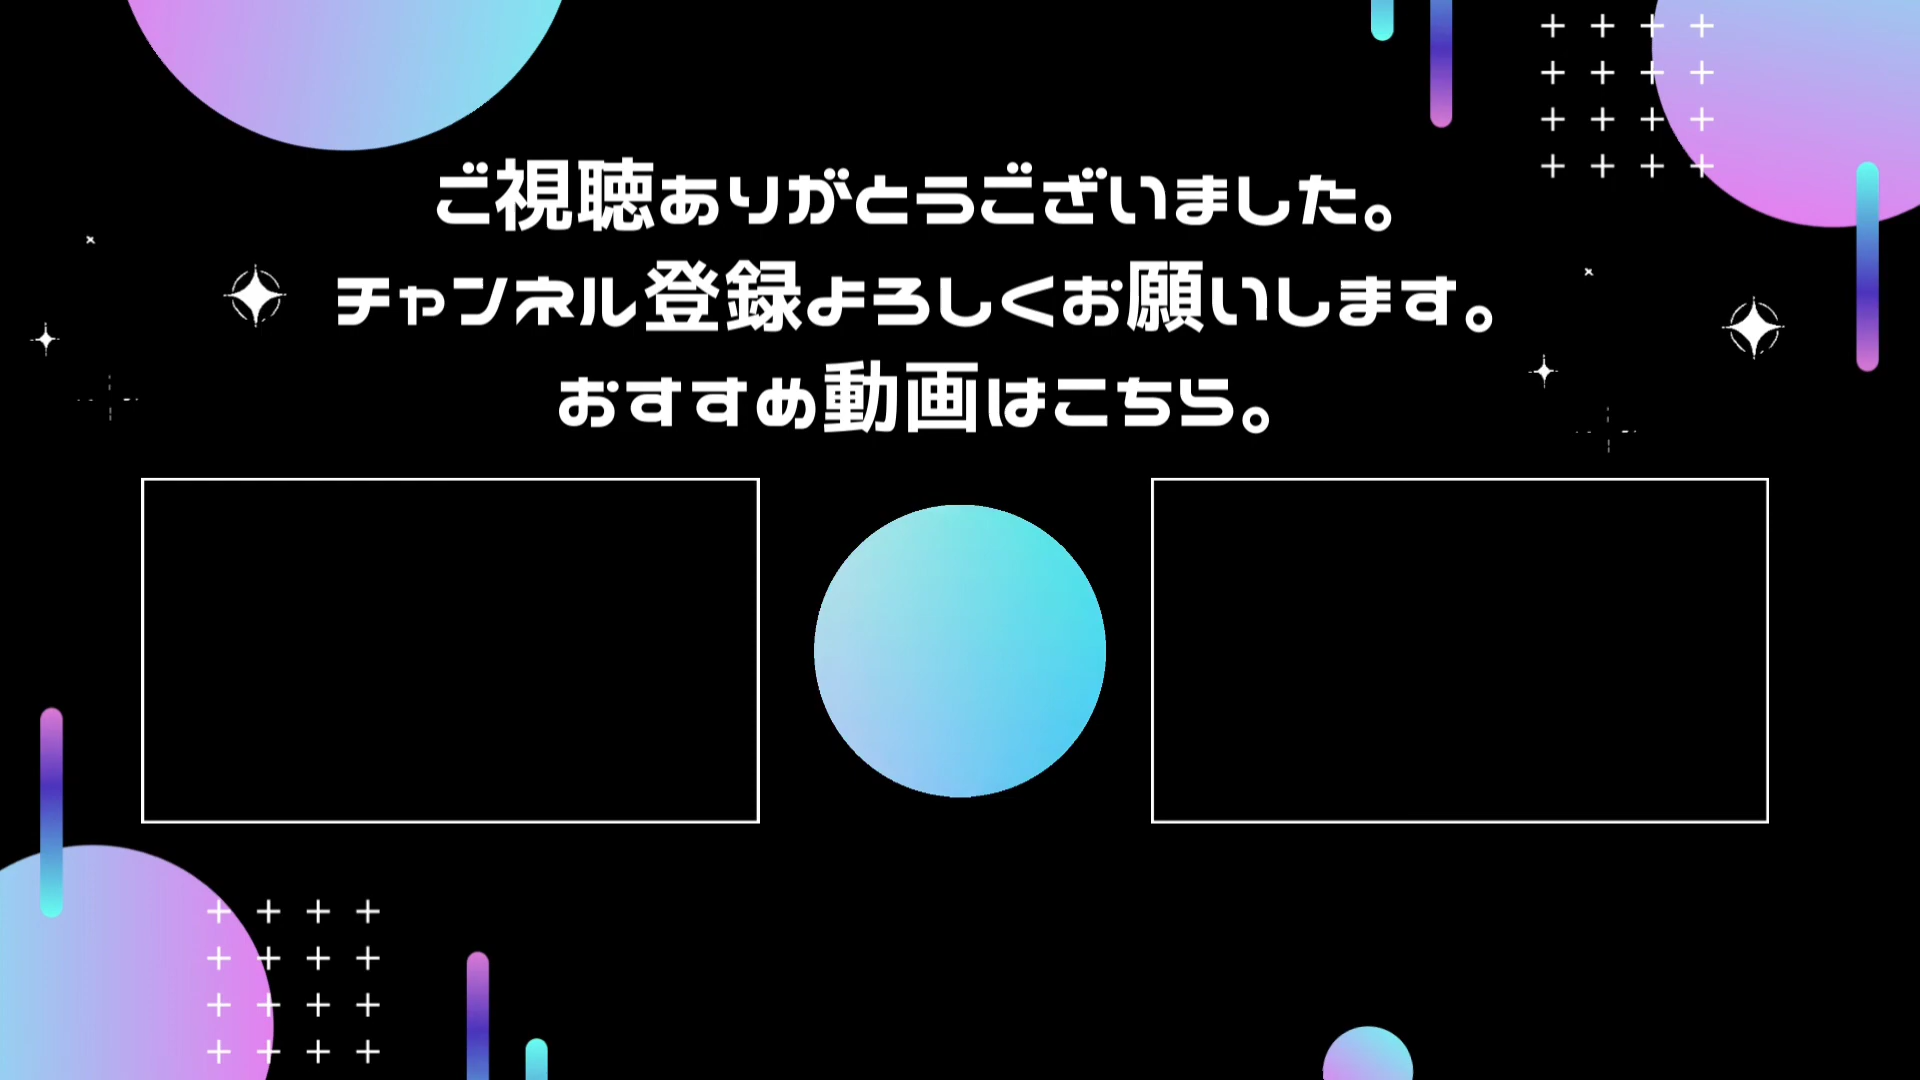 ご視聴ありがとうございました。
チャンネル登録よろしくお願いします。
おすすめ動画はこちら。